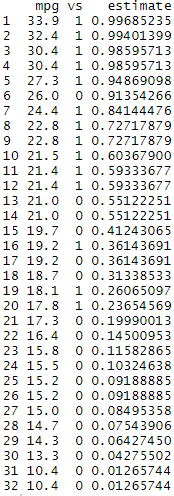 mpg vs estimate
1 33.9 1 0.99685235
2 32.4 1 0.99401399
3 30.4 1 0.98595713
4 30.4 1 0.98595713
5 27.3 1 0.94869098
6 26.0 0 0.91354266
7 24.4 1 0.84144476
8 22.8 1 0.72717879
9 22.8 1 0.72717879
10 21.5 1 0.60367900
11 21.4 1 0.59333677
12 21.4 1 0.59333677
13 21.0 0 0.55122251
14 21.0 0 0.55122251
15 19.7 0 0.41243065
16 19.2 1 0.36143691
17 19.2 0 0.36143691
18 18.7 0 0.31338533
19 18.1 1 0.26065097
20 17.8 1 0.23654569
21 17.3 0 0.19990013
22 16.4 0 0.14500953
23 15.8 0 0.11582865
24 15.5 0 0.10324638
25 15.2 0 0.09188885
26 15.2 0 0.09188885
27 15.0 0 0.08495358
28 14.7 0 0.07543906
29 14.3 0 0.06427450
30 13.3 0 0.04275502
31 10.4 0 0.01265744
32 10.4 0 0.01265744